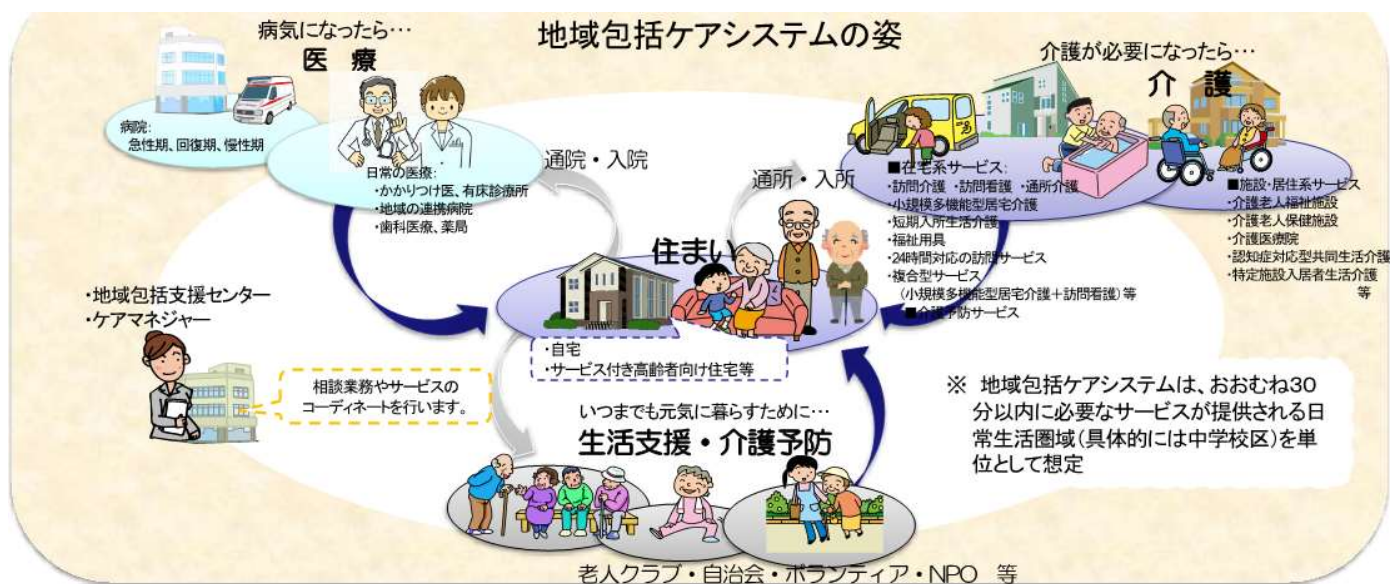 地域包括ケアシステムの姿
病気になったら…
医 療
病院:
急性期、回復期、慢性期
日常の医療:
・かかりつけ医、有床診療所
・地域の連携病院
・歯科医療、薬局
通院・入院
通所・入所
介護が必要になったら…
介 護
■在宅系サービス:
・訪問介護 ・訪問看護 ・通所介護
・小規模多機能型居宅介護
・短期入所生活介護
・福祉用具
・24時間対応の訪問サービス
・複合型サービス
(小規模多機能型居宅介護+訪問看護)等
■介護予防サービス
■施設・居住系サービス
・介護老人福祉施設
・介護老人保健施設
・介護医療院
・認知症対応型共同生活介護
・特定施設入居者生活介護
等
住まい
・自宅
・サービス付き高齢者向け住宅等
・地域包括支援センター
・ケアマネジャー
相談業務やサービスの
コーディネートを行います。
いつまでも元気に暮らすために…
生活支援・介護予防
老人クラブ・自治会・ボランティア・NPO 等
※ 地域包括ケアシステムは、おおむね30
分以内に必要なサービスが提供される日
常生活圏域(具体的には中学校区)を単
位として想定